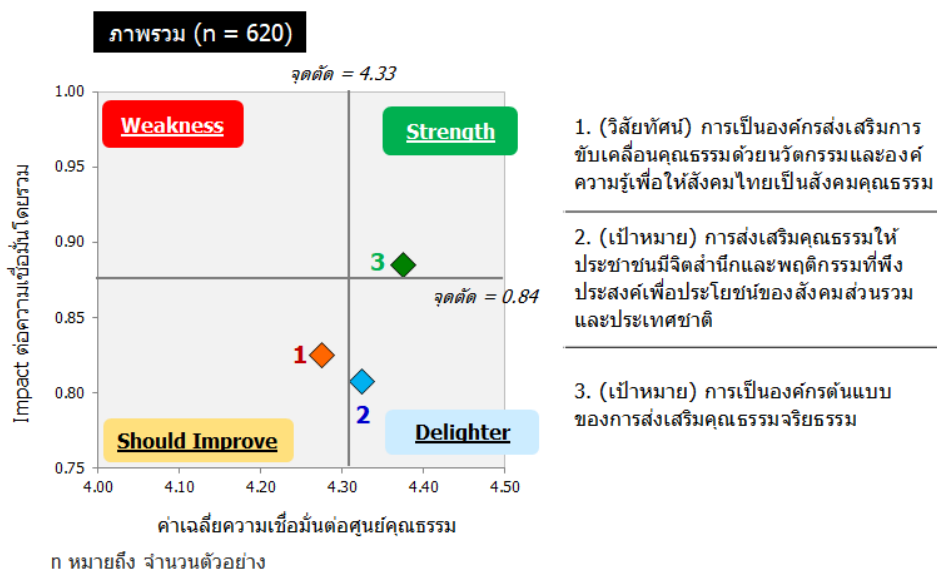 ภาพรวม (n = 620)
จุดตัด = 4.33
1.00
Weakness
Strength
0.95
0.90
3
จุดตัด = 0.84
0.85
1
0.80
2
Should Improve
Delighter
0.75
4.00 4.10 4.20 4.30 4.40 4.50
Impact ต่อความเชื่อมั่นโดยรวม
ค่าเฉลี่ยความเชื่อมั่นต่อศูนย์คุณธรรม
n หมายถึง จำนวนตัวอย่าง
1. (วิสัยทัศน์) การเป็นองค์กรส่งเสริมการ
ขับเคลื่อนคุณธรรมด้วยนวัตกรรมและองค์
ความรู้เพื่อให้สังคมไทยเป็นสังคมคุณธรรม
2. (เป้าหมาย) การส่งเสริมคุณธรรมให้
ประชาชนมีจิตสำนึกและพฤติกรรมที่พึง
ประสงค์เพื่อประโยชน์ของสังคมส่วนรวม
และประเทศชาติ
3. (เป้าหมาย) การเป็นองค์กรต้นแบบ
ของการส่งเสริมคุณธรรมจริยธรรม